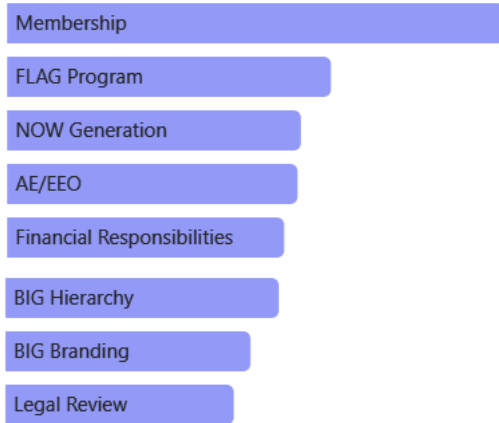 Membership
FLAG Program
NOW Generation
AE/EEO
Financial Responsibilities
BIG Hierarchy
BIG Branding
Legal Review